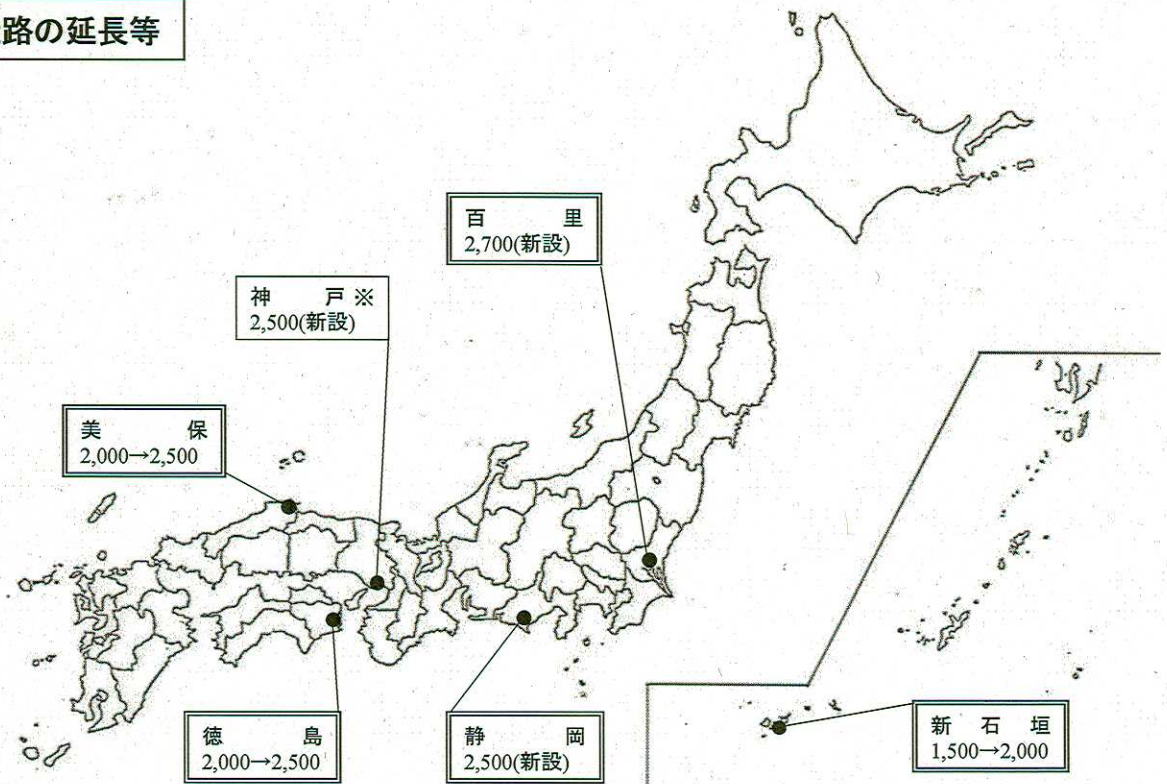 路の延長等
百 里
2,700(新設)
神 戸※
2,500(新設)
美 保
2,000→2,500
徳 島
2,000→2,500
静 岡
2,500(新設)
新 石 垣
1,500→2,000